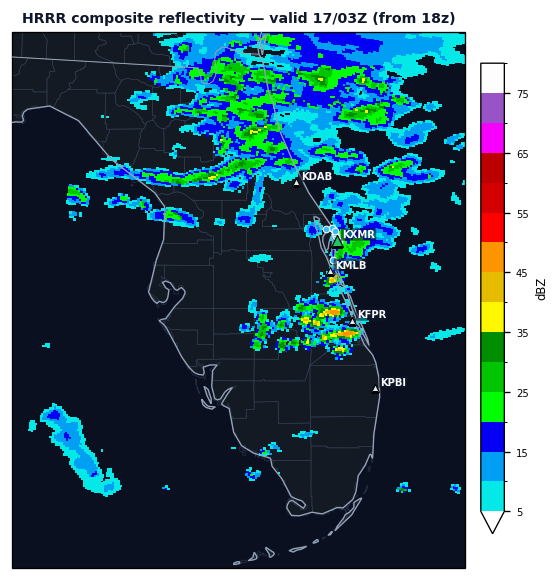 HRRR composite reflectivity — valid 17/03Z (from 18z)
KDAB
KXMR
KMLB
KFPR
KPBI
75
65
55
45
35
25
15
5
dBZ